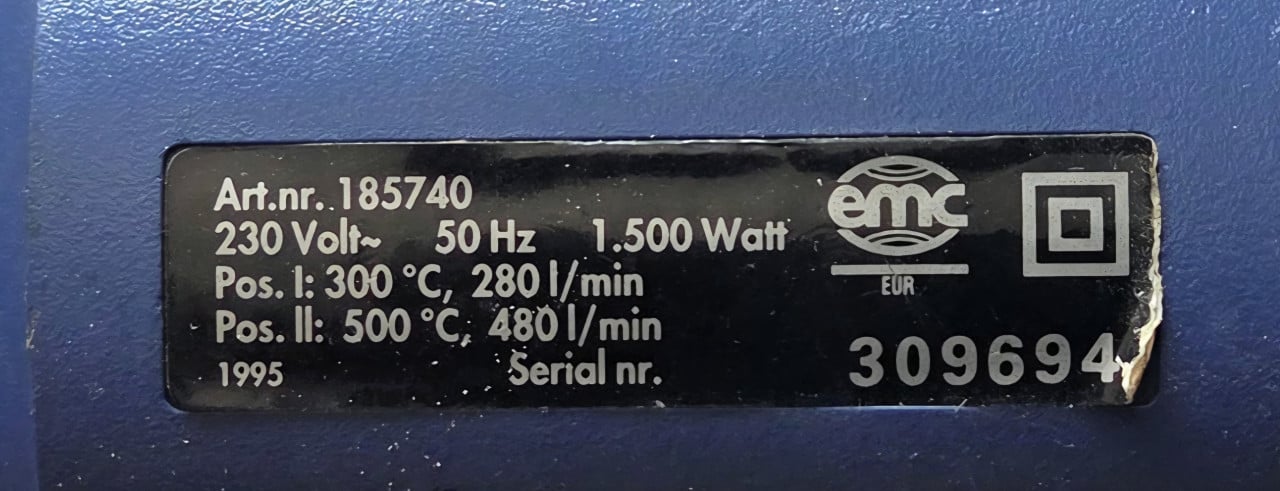 Art.nr. 185740
230 Volt~ 50 Hz 1.500 Watt
Pos. I: 300 °C, 280 l/min
Pos. II: 500 °C, 480 l/min
1995 Serial nr. 309694
emc
EUR